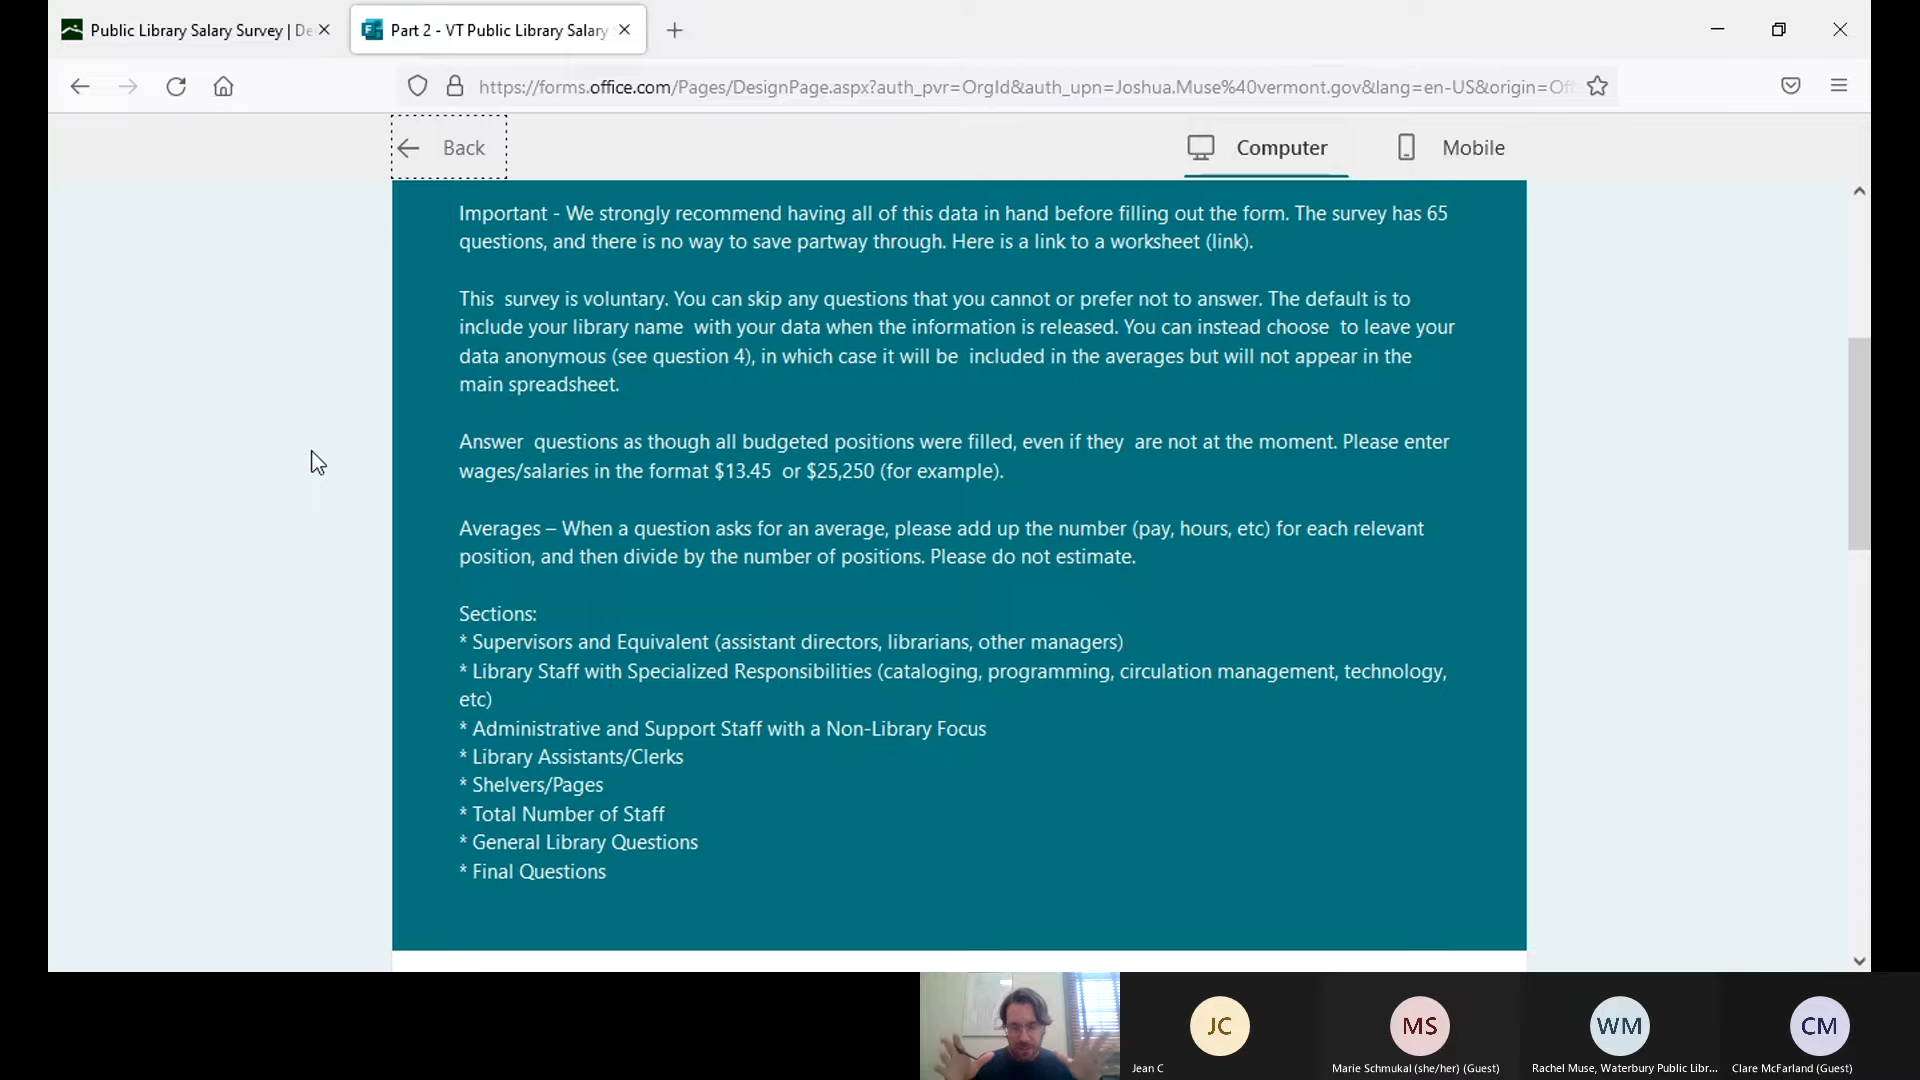 Public Library Salary Survey | De
Part 2 - VT Public Library Salary
https://forms.office.com/Pages/DesignPage.aspx?auth_pvr=OrgId&auth_upn=Joshua.Muse%40vermont.gov&lang=en-US&origin=Off
Back
Computer
Mobile
Important - We strongly recommend having all of this data in hand before filling out the form. The survey has 65
questions, and there is no way to save partway through. Here is a link to a worksheet (link).
This  survey is voluntary. You can skip any questions that you cannot or prefer not to answer. The default is to
include your library name  with your data when the information is released. You can instead choose  to leave your
data anonymous (see question 4), in which case it will be  included in the averages but will not appear in the
main spreadsheet.
Answer  questions as though all budgeted positions were filled, even if they  are not at the moment. Please enter
wages/salaries in the format $13.45  or $25,250 (for example).
Averages – When a question asks for an average, please add up the number (pay, hours, etc) for each relevant
position, and then divide by the number of positions. Please do not estimate.
Sections:
* Supervisors and Equivalent (assistant directors, librarians, other managers)
* Library Staff with Specialized Responsibilities (cataloging, programming, circulation management, technology,
etc)
* Administrative and Support Staff with a Non-Library Focus
* Library Assistants/Clerks
* Shelvers/Pages
* Total Number of Staff
* General Library Questions
* Final Questions
JC
MS
WM
CM
Jean C
Marie Schmukal (she/her) (Guest)
Rachel Muse, Waterbury Public Libr...
Clare McFarland (Guest)